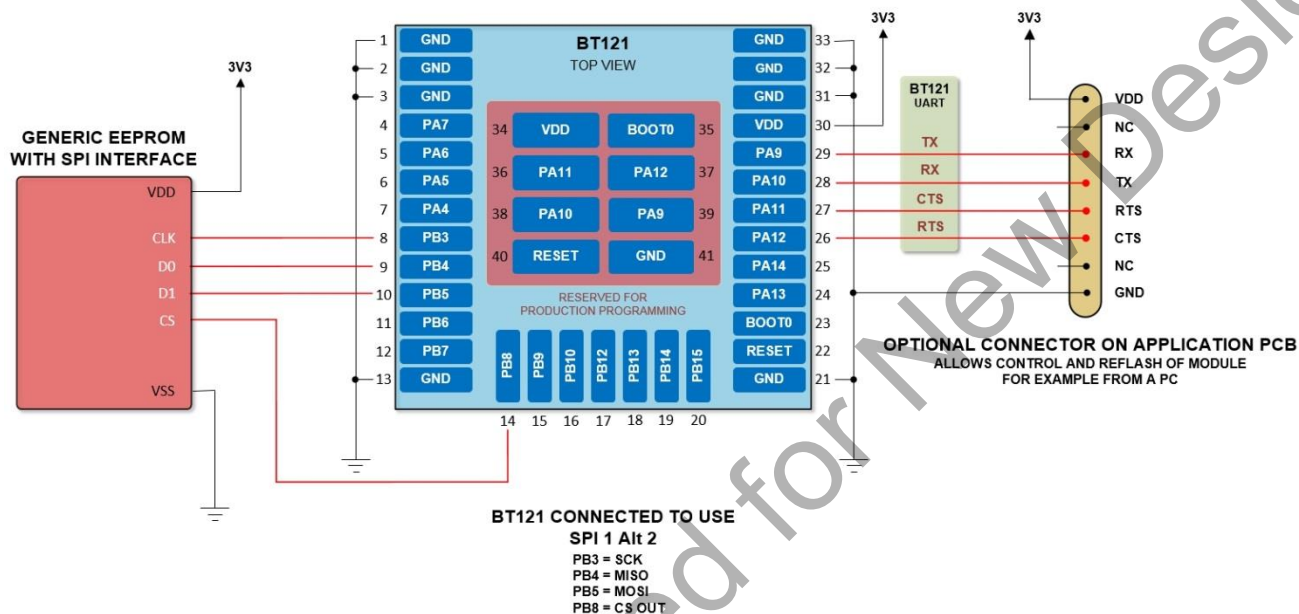 GENERIC EEPROM
WITH SPI INTERFACE
3V3
VDD
CLK
D0
D1
CS
VSS
BT121
TOP VIEW
1 GND
2 GND
3 GND
4 PA7
5 PA6
6 PA5
7 PA4
8 PB3
9 PB4
10 PB5
11 PB6
12 PB7
13 GND
34 VDD BOOT0 35
36 PA11 PA12 37
38 PA10 PA9 39
40 RESET GND 41
RESERVED FOR
PRODUCTION PROGRAMMING
PB8 PB9 PB10 PB12 PB13 PB14 PB15
14 15 16 17 18 19 20
GND 33
GND 32
GND 31
VDD 30
PA9 29
PA10 28
PA11 27
PA12 26
PA14 25
PA13 24
BOOT0 23
RESET 22
GND 21
3V3
BT121
UART
TX
RX
CTS
RTS
3V3
VDD
NC
RX
TX
RTS
CTS
NC
GND
OPTIONAL CONNECTOR ON APPLICATION PCB
ALLOWS CONTROL AND REFLASH OF MODULE
FOR EXAMPLE FROM A PC
BT121 CONNECTED TO USE
SPI 1 Alt 2
PB3 = SCK
PB4 = MISO
PB5 = MOSI
PB8 = CS OUT
for New